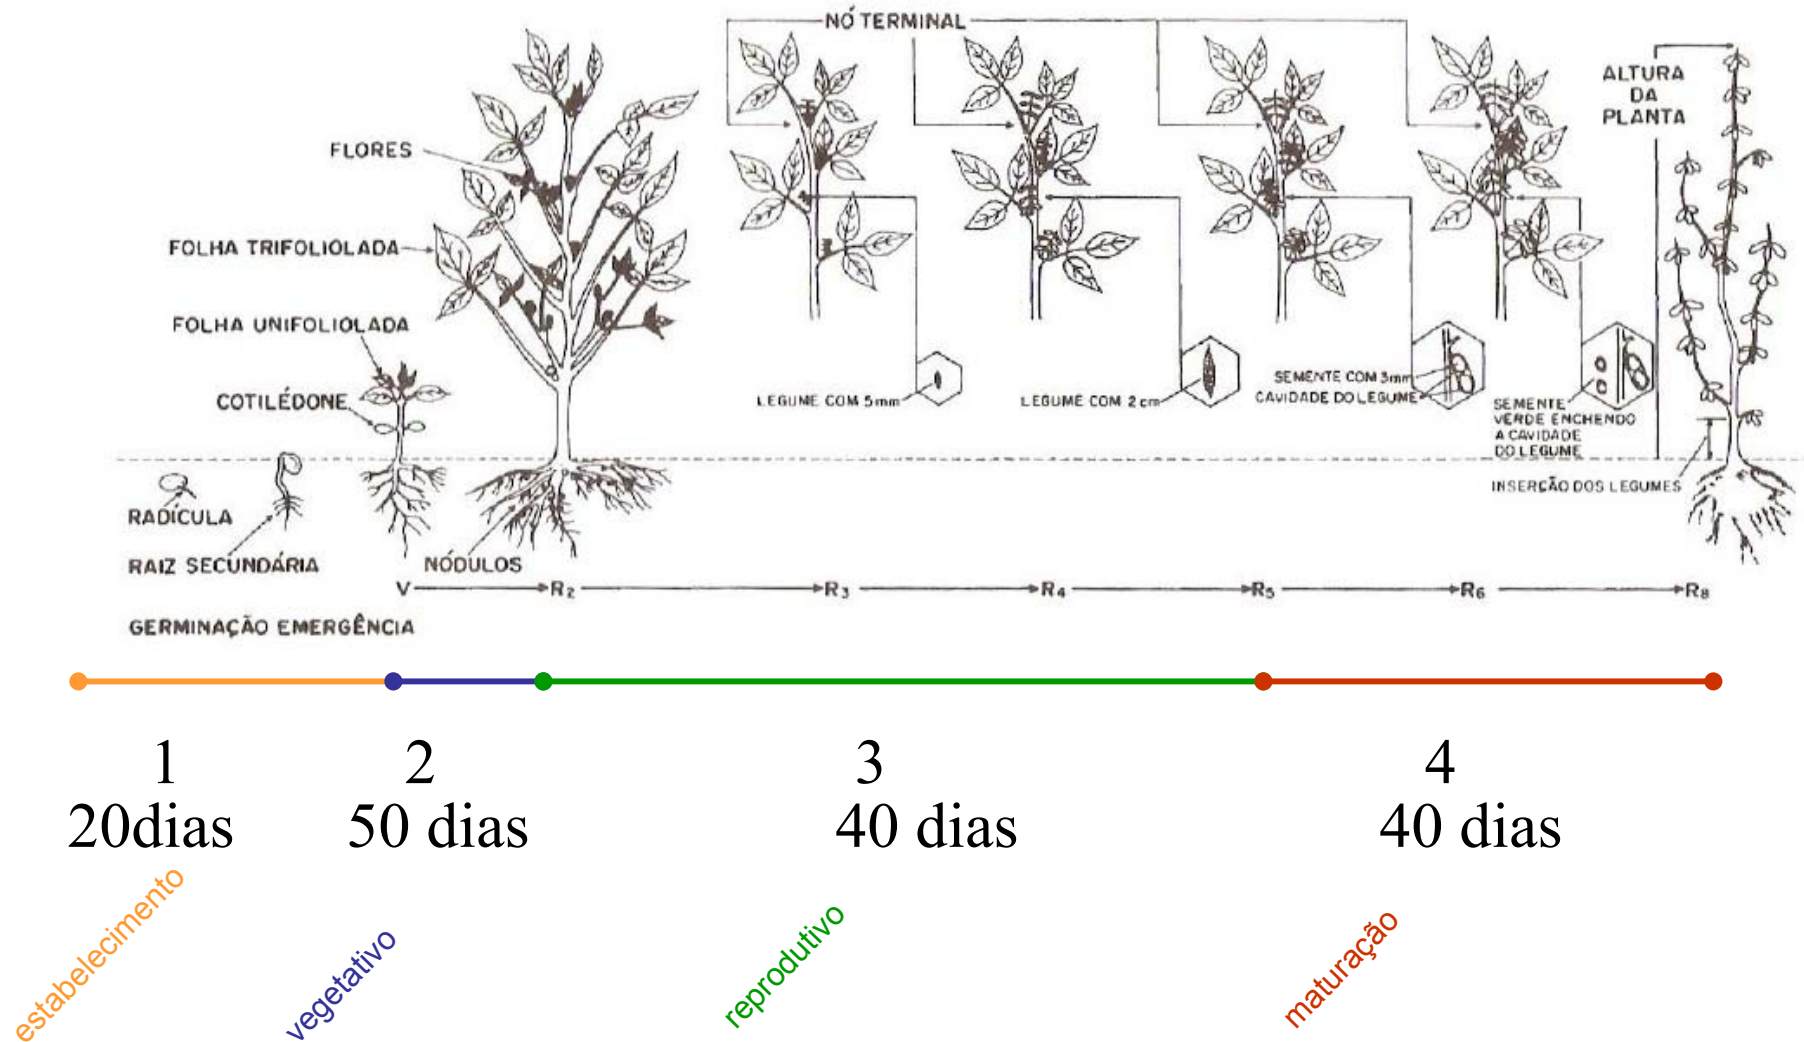 NÓ TERMINAL
ALTURA
DA
PLANTA
FLORES
FOLHA TRIFOLIOLADA
FOLHA UNIFOLIOLADA
COTILÉDONE
LEGUME COM 5mm
LEGUME COM 2cm
SEMENTE COM 3mm
CAVIDADE DO LEGUME
SEMENTE
VERDE ENCHENDO
A CAVIDADE
DO LEGUME
INSERÇÃO DOS LEGUMES
RADÍCULA
RAIZ SECUNDÁRIA
NÓDULOS
V R2 R3 R4 R5 R6 R8
GERMINAÇÃO EMERGÊNCIA
1 2 3 4
20dias 50 dias 40 dias 40 dias
estabelecimento
vegetativo
reprodutivo
maturação